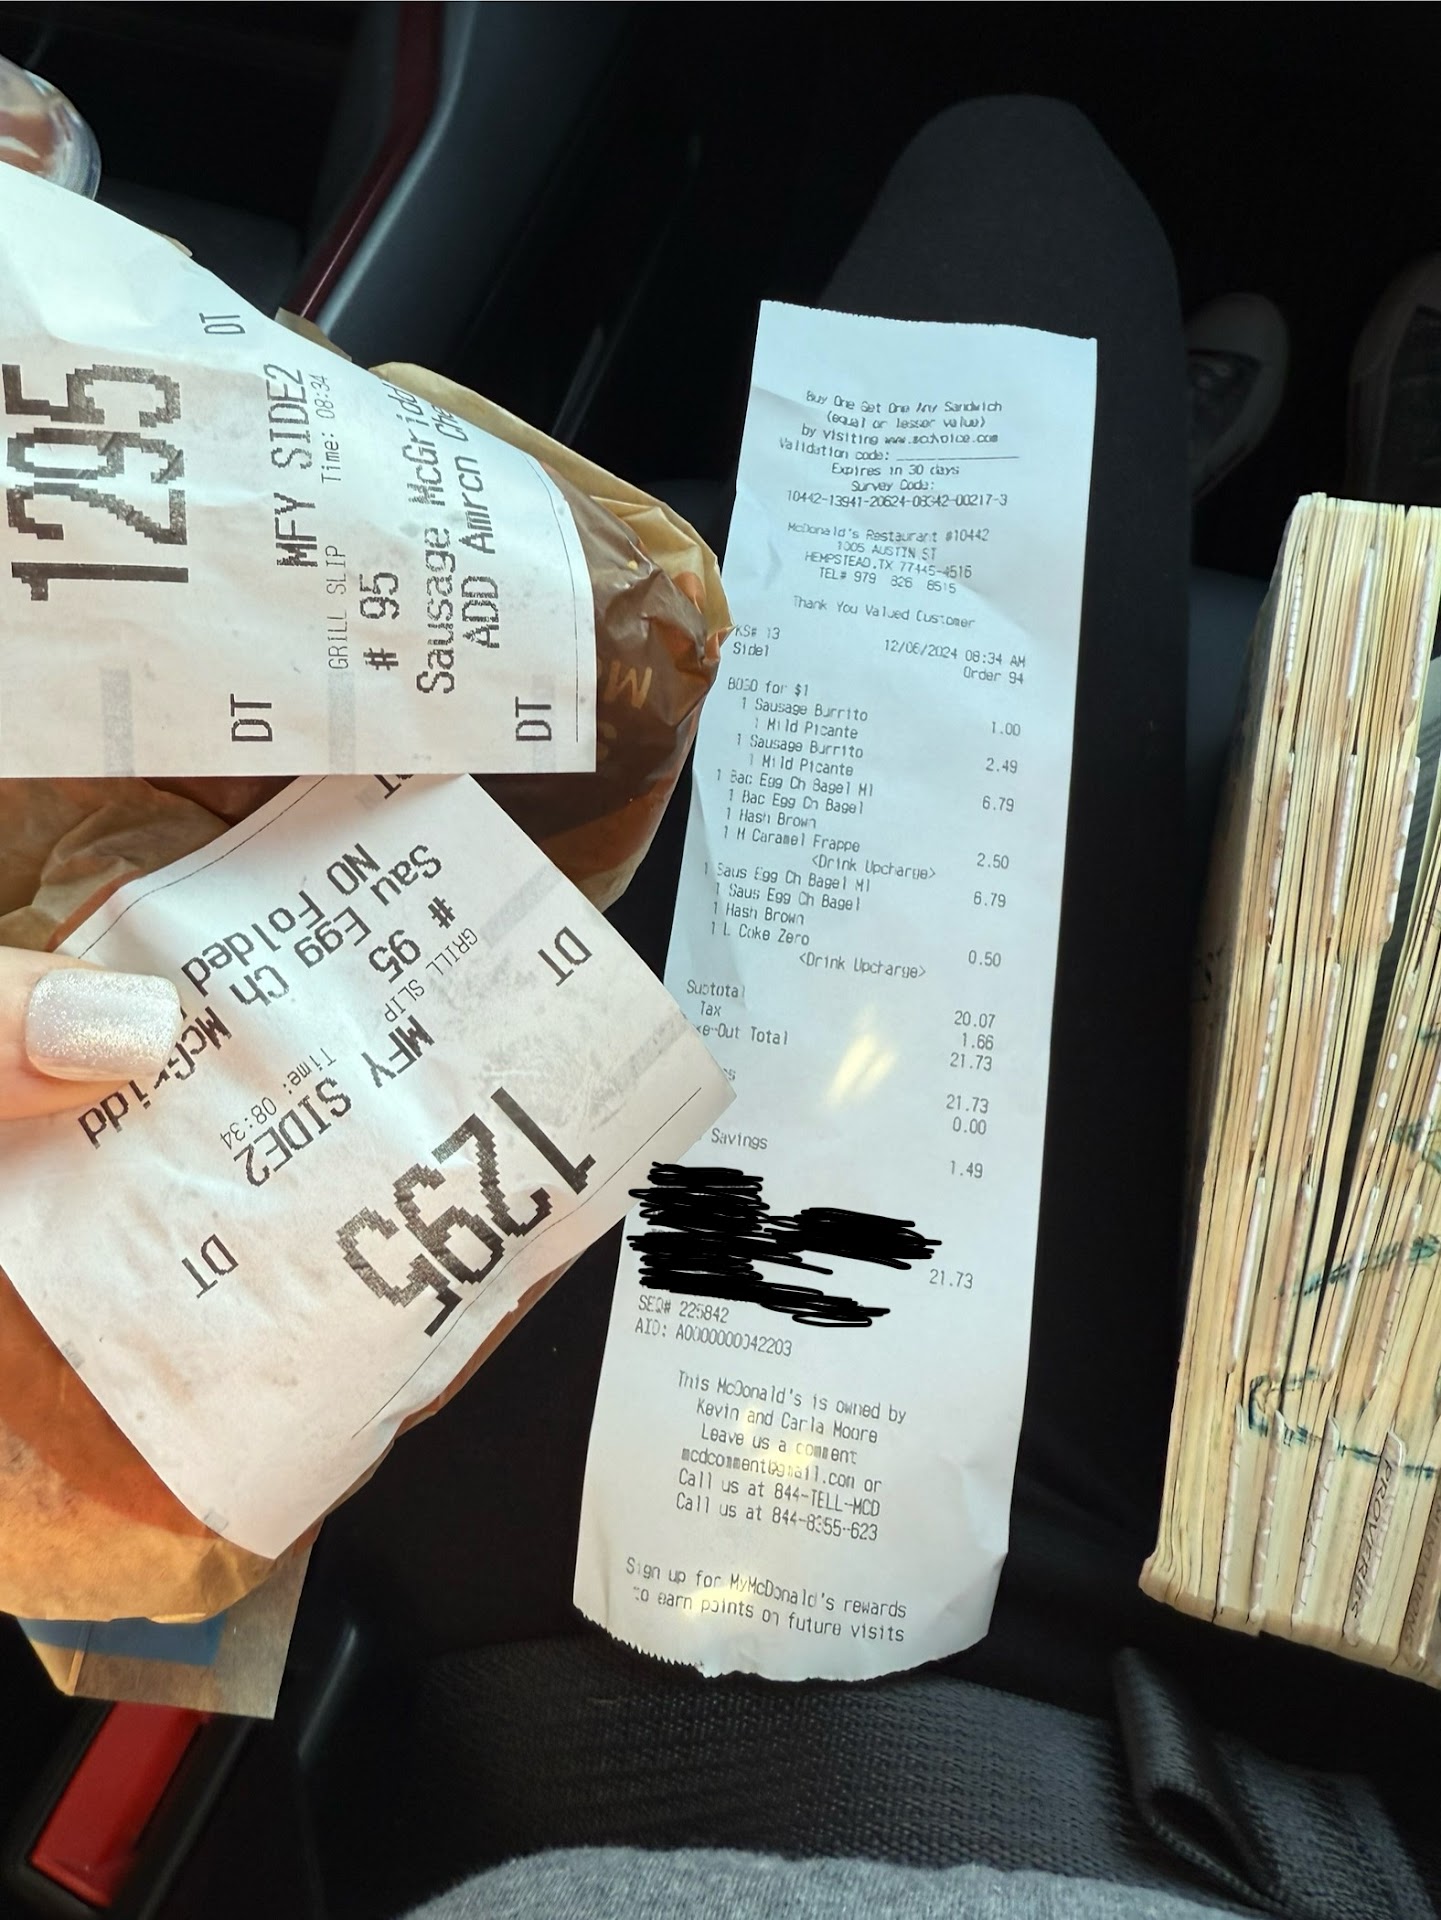 1295
DT
MFY SIDE2
GRILL SLIP Time: 08:34
# 95
DT
Sausage McGridd
ADD Amrcn Che
DT
1295
DT
MFY SIDE2
Time: 08:34
GRILL SLIP
# 95
DT
Sau Egg Ch McGridd
NO Folded
Buy One Get One Any Sandwich
(equal or lesser value)
by visiting www.mcdvoice.com
Validation code:
Expires in 30 days
Survey Code:
10442-13941-20624-08342-00217-3
McDonald's Restaurant #10442
1005 AUSTIN ST
HEMPSTEAD,TX 77445-4516
TEL# 979 826 8515
Thank You Valued Customer
KS# 13 12/06/2024 08:34 AM
Side1 Order 94
BOGO for $1
1 Sausage Burrito 1.00
1 Mild Picante
1 Sausage Burrito 2.49
1 Mild Picante
1 Bac Egg Ch Bagel Ml 6.79
1 Bac Egg Ch Bagel
1 Hash Brown
1 M Caramel Frappe
<Drink Upcharge> 2.50
1 Saus Egg Ch Bagel Ml 6.79
1 Saus Egg Ch Bagel
1 Hash Brown
1 L Coke Zero
<Drink Upcharge> 0.50
Subtotal 20.07
Tax 1.66
ke-Out Total 21.73
21.73
0.00
Savings 1.49
21.73
SEQ# 225842
AID: A0000000042203
This McDonald's is owned by
Kevin and Carla Moore
Leave us a comment
mcdcomment@gmail.com or
Call us at 844-TELL-MCD
Call us at 844-8355-623
Sign up for MyMcDonald's rewards
to earn points on future visits
PROVERBS